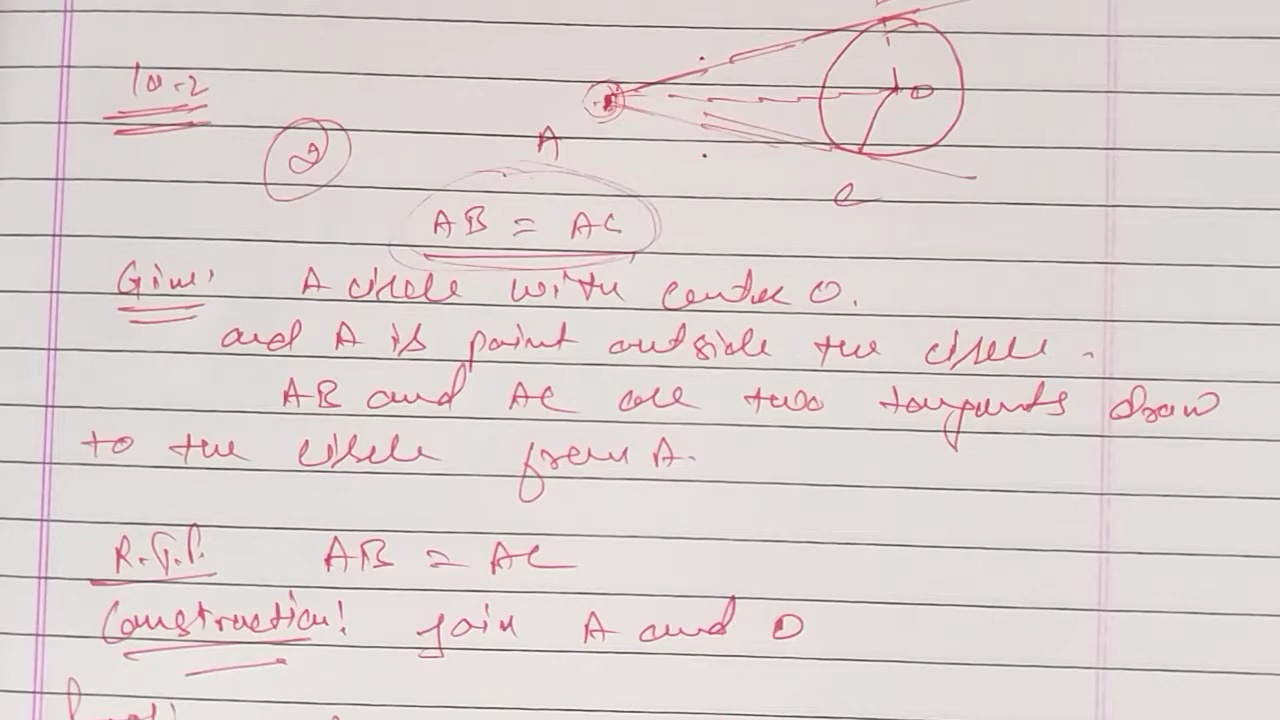 10.2
2
O
A
C
AB = AC
Given: A circle with center O.
and A is point outside the circle.
AB and AC are two tangents draw
to the circle from A.
R.T.P. AB = AC
Construction! Join A and O